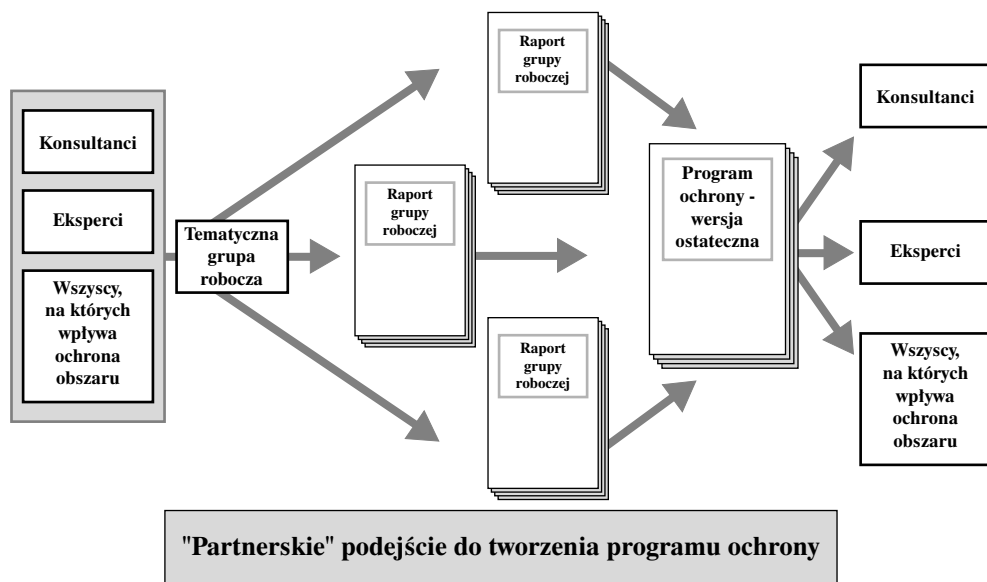 Konsultanci
Eksperci
Wszyscy,
na których
wpływa
ochrona
obszaru
Tematyczna
grupa
robocza
Raport
grupy
roboczej
Raport
grupy
roboczej
Raport
grupy
roboczej
Program
ochrony -
wersja
ostateczna
Konsultanci
Eksperci
Wszyscy,
na których
wpływa
ochrona
obszaru
"Partnerskie" podejście do tworzenia programu ochrony